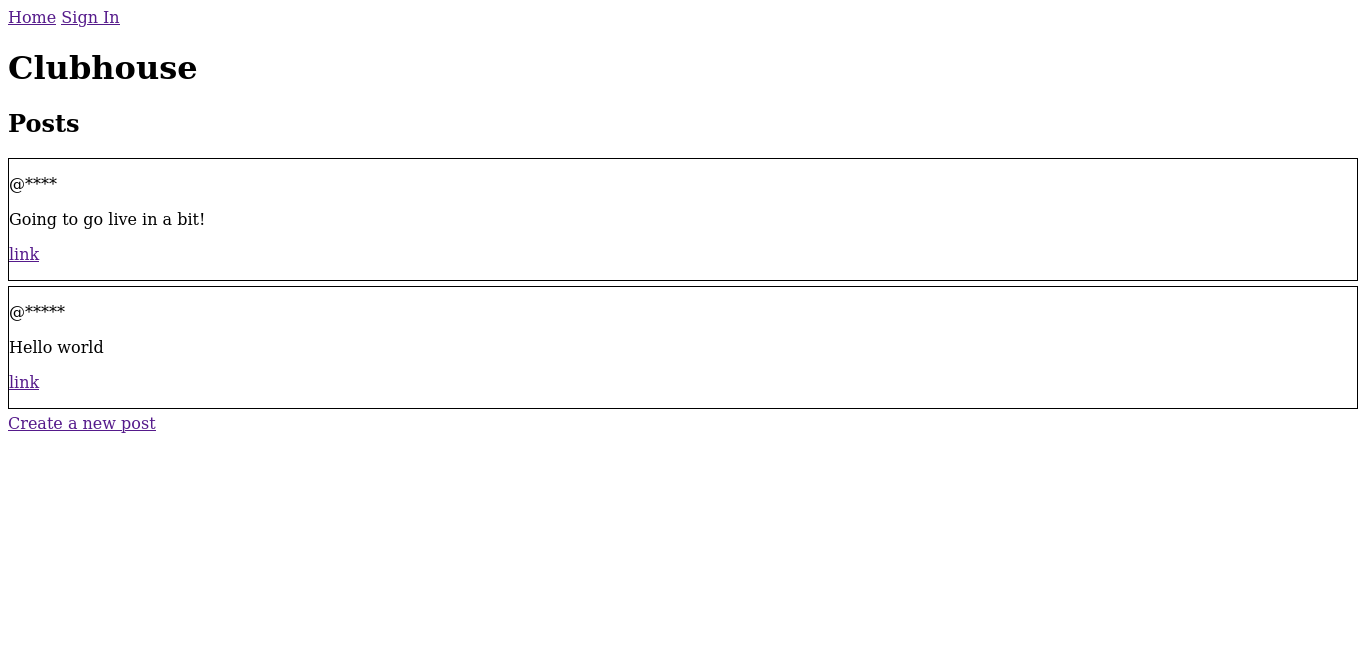 Home Sign In
Clubhouse
Posts
@****
Going to go live in a bit!
link
@*****
Hello world
link
Create a new post